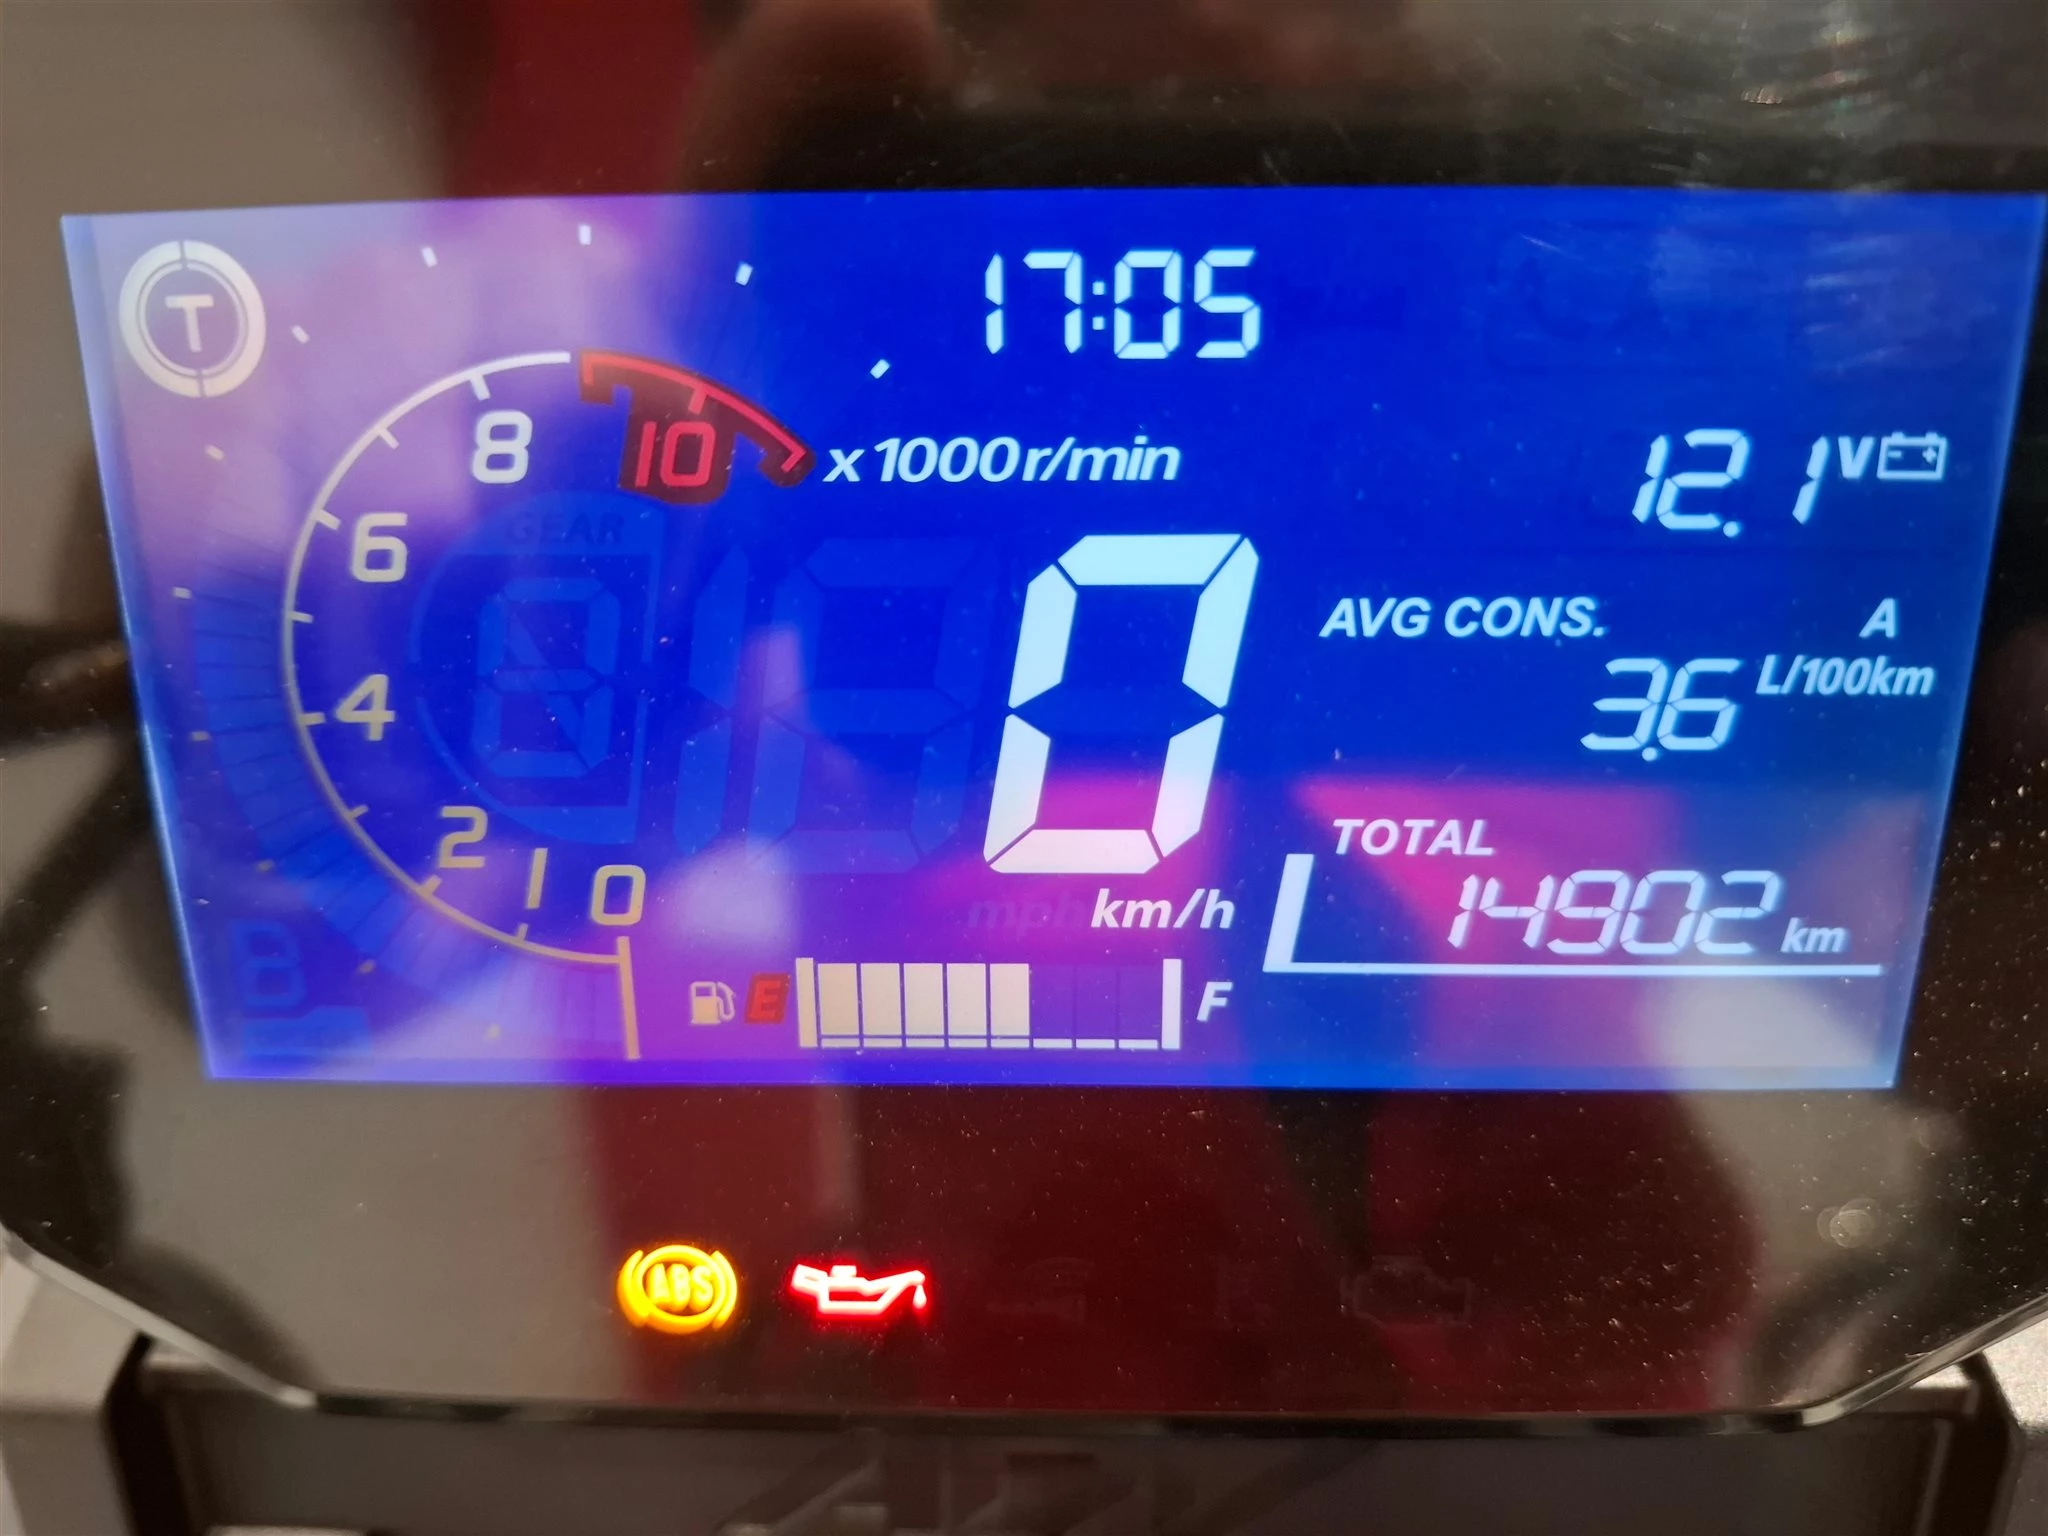 T
17:05
8
10
x1000r/min
12.1V
6
GEAR
0
AVG CONS. A
3.6 L/100km
4
2
1
0
TOTAL
14902 km
mph km/h
E F
ABS